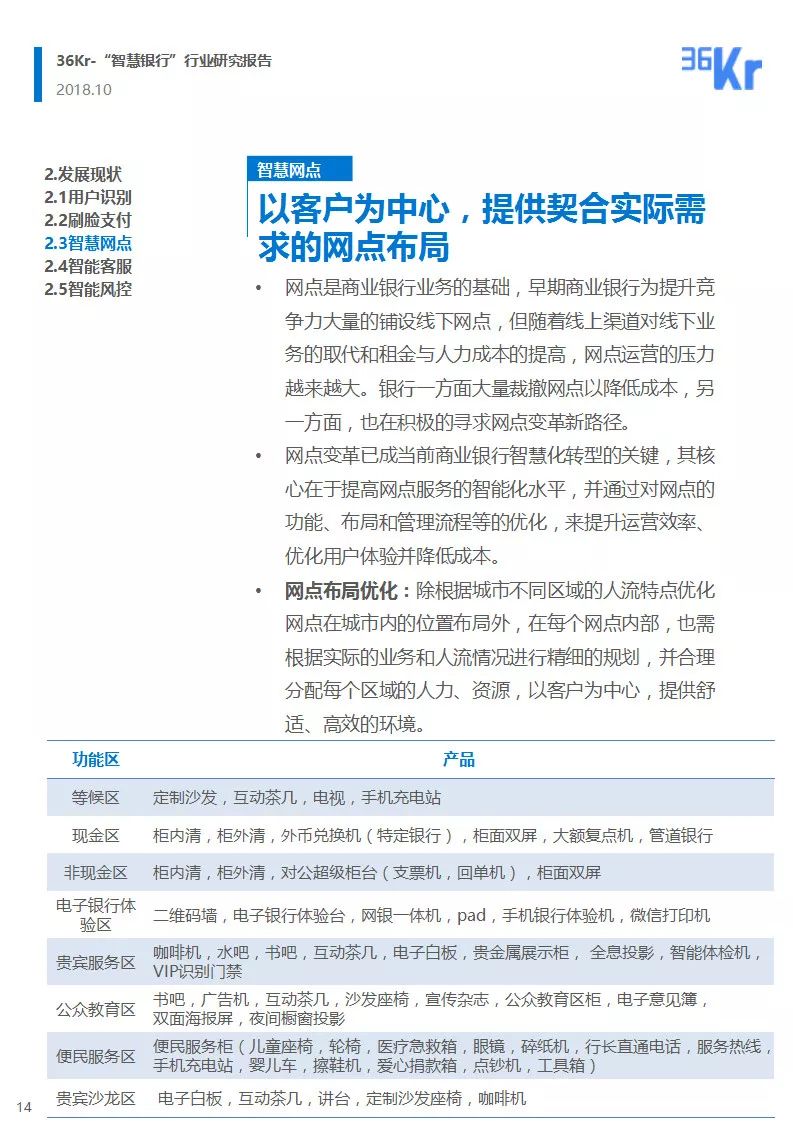 36Kr-“智慧银行”行业研究报告
2018.10
36Kr
2.发展现状
2.1用户识别
2.2刷脸支付
2.3智慧网点
2.4智能客服
2.5智能风控
智慧网点
以客户为中心，提供契合实际需
求的网点布局
• 网点是商业银行业务的基础，早期商业银行为提升竞
争力大量的铺设线下网点，但随着线上渠道对线下业
务的取代和租金与人力成本的提高，网点运营的压力
越来越大。银行一方面大量裁撤网点以降低成本，另
一方面，也在积极的寻求网点变革新路径。
• 网点变革已成当前商业银行智慧化转型的关键，其核
心在于提高网点服务的智能化水平，并通过对网点的
功能、布局和管理流程等的优化，来提升运营效率、
优化用户体验并降低成本。
• 网点布局优化：除根据城市不同区域的人流特点优化
网点在城市内的位置布局外，在每个网点内部，也需
根据实际的业务和人流情况进行精细的规划，并合理
分配每个区域的人力、资源，以客户为中心，提供舒
适、高效的环境。
功能区 产品
等候区 定制沙发，互动茶几，电视，手机充电站
现金区 柜内清，柜外清，外币兑换机（特定银行），柜面双屏，大额复点机，管道银行
非现金区 柜内清，柜外清，对公超级柜台（支票机，回单机），柜面双屏
电子银行体
验区
二维码墙，电子银行体验台，网银一体机，pad，手机银行体验机，微信打印机
贵宾服务区
咖啡机，水吧，书吧，互动茶几，电子白板，贵金属展示柜， 全息投影，智能体检机，
VIP识别门禁
公众教育区
书吧，广告机，互动茶几，沙发座椅，宣传杂志，公众教育区柜，电子意见簿，
双面海报屏，夜间橱窗投影
便民服务区
便民服务柜（儿童座椅，轮椅，医疗急救箱，眼镜，碎纸机，行长直通电话，服务热线，
手机充电站，婴儿车，擦鞋机，爱心捐款箱，点钞机，工具箱）
贵宾沙龙区 电子白板，互动茶几，讲台，定制沙发座椅，咖啡机
14